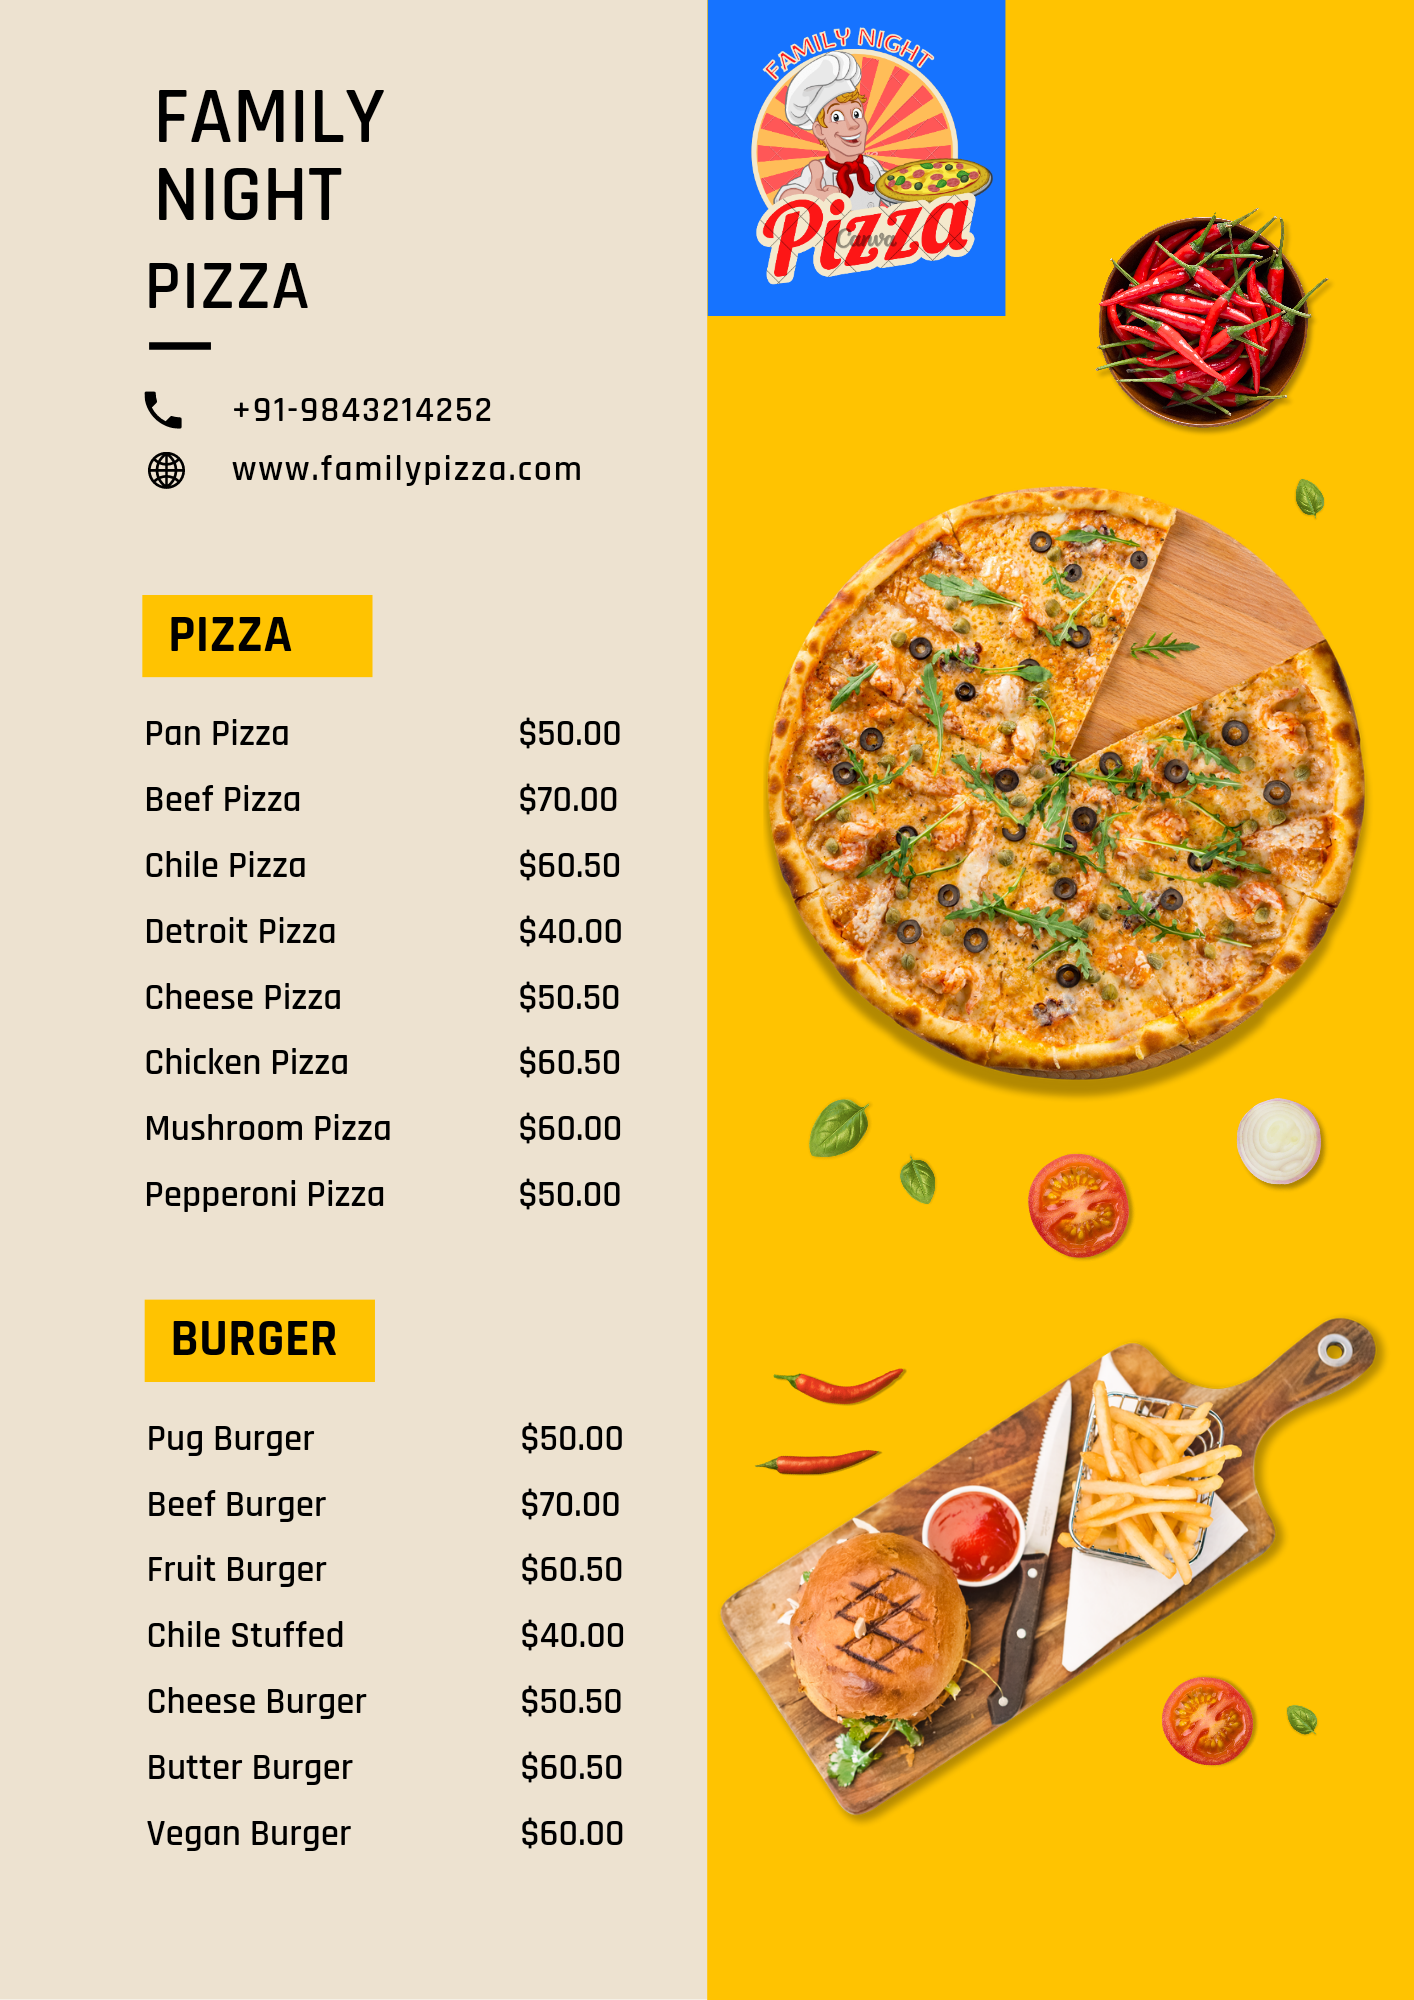 FAMILY
NIGHT
PIZZA
+91-9843214252
www.familypizza.com
PIZZA
Pan Pizza $50.00
Beef Pizza $70.00
Chile Pizza $60.50
Detroit Pizza $40.00
Cheese Pizza $50.50
Chicken Pizza $60.50
Mushroom Pizza $60.00
Pepperoni Pizza $50.00
BURGER
Pug Burger $50.00
Beef Burger $70.00
Fruit Burger $60.50
Chile Stuffed $40.00
Cheese Burger $50.50
Butter Burger $60.50
Vegan Burger $60.00
FAMILY NIGHT
Pizza
Canva